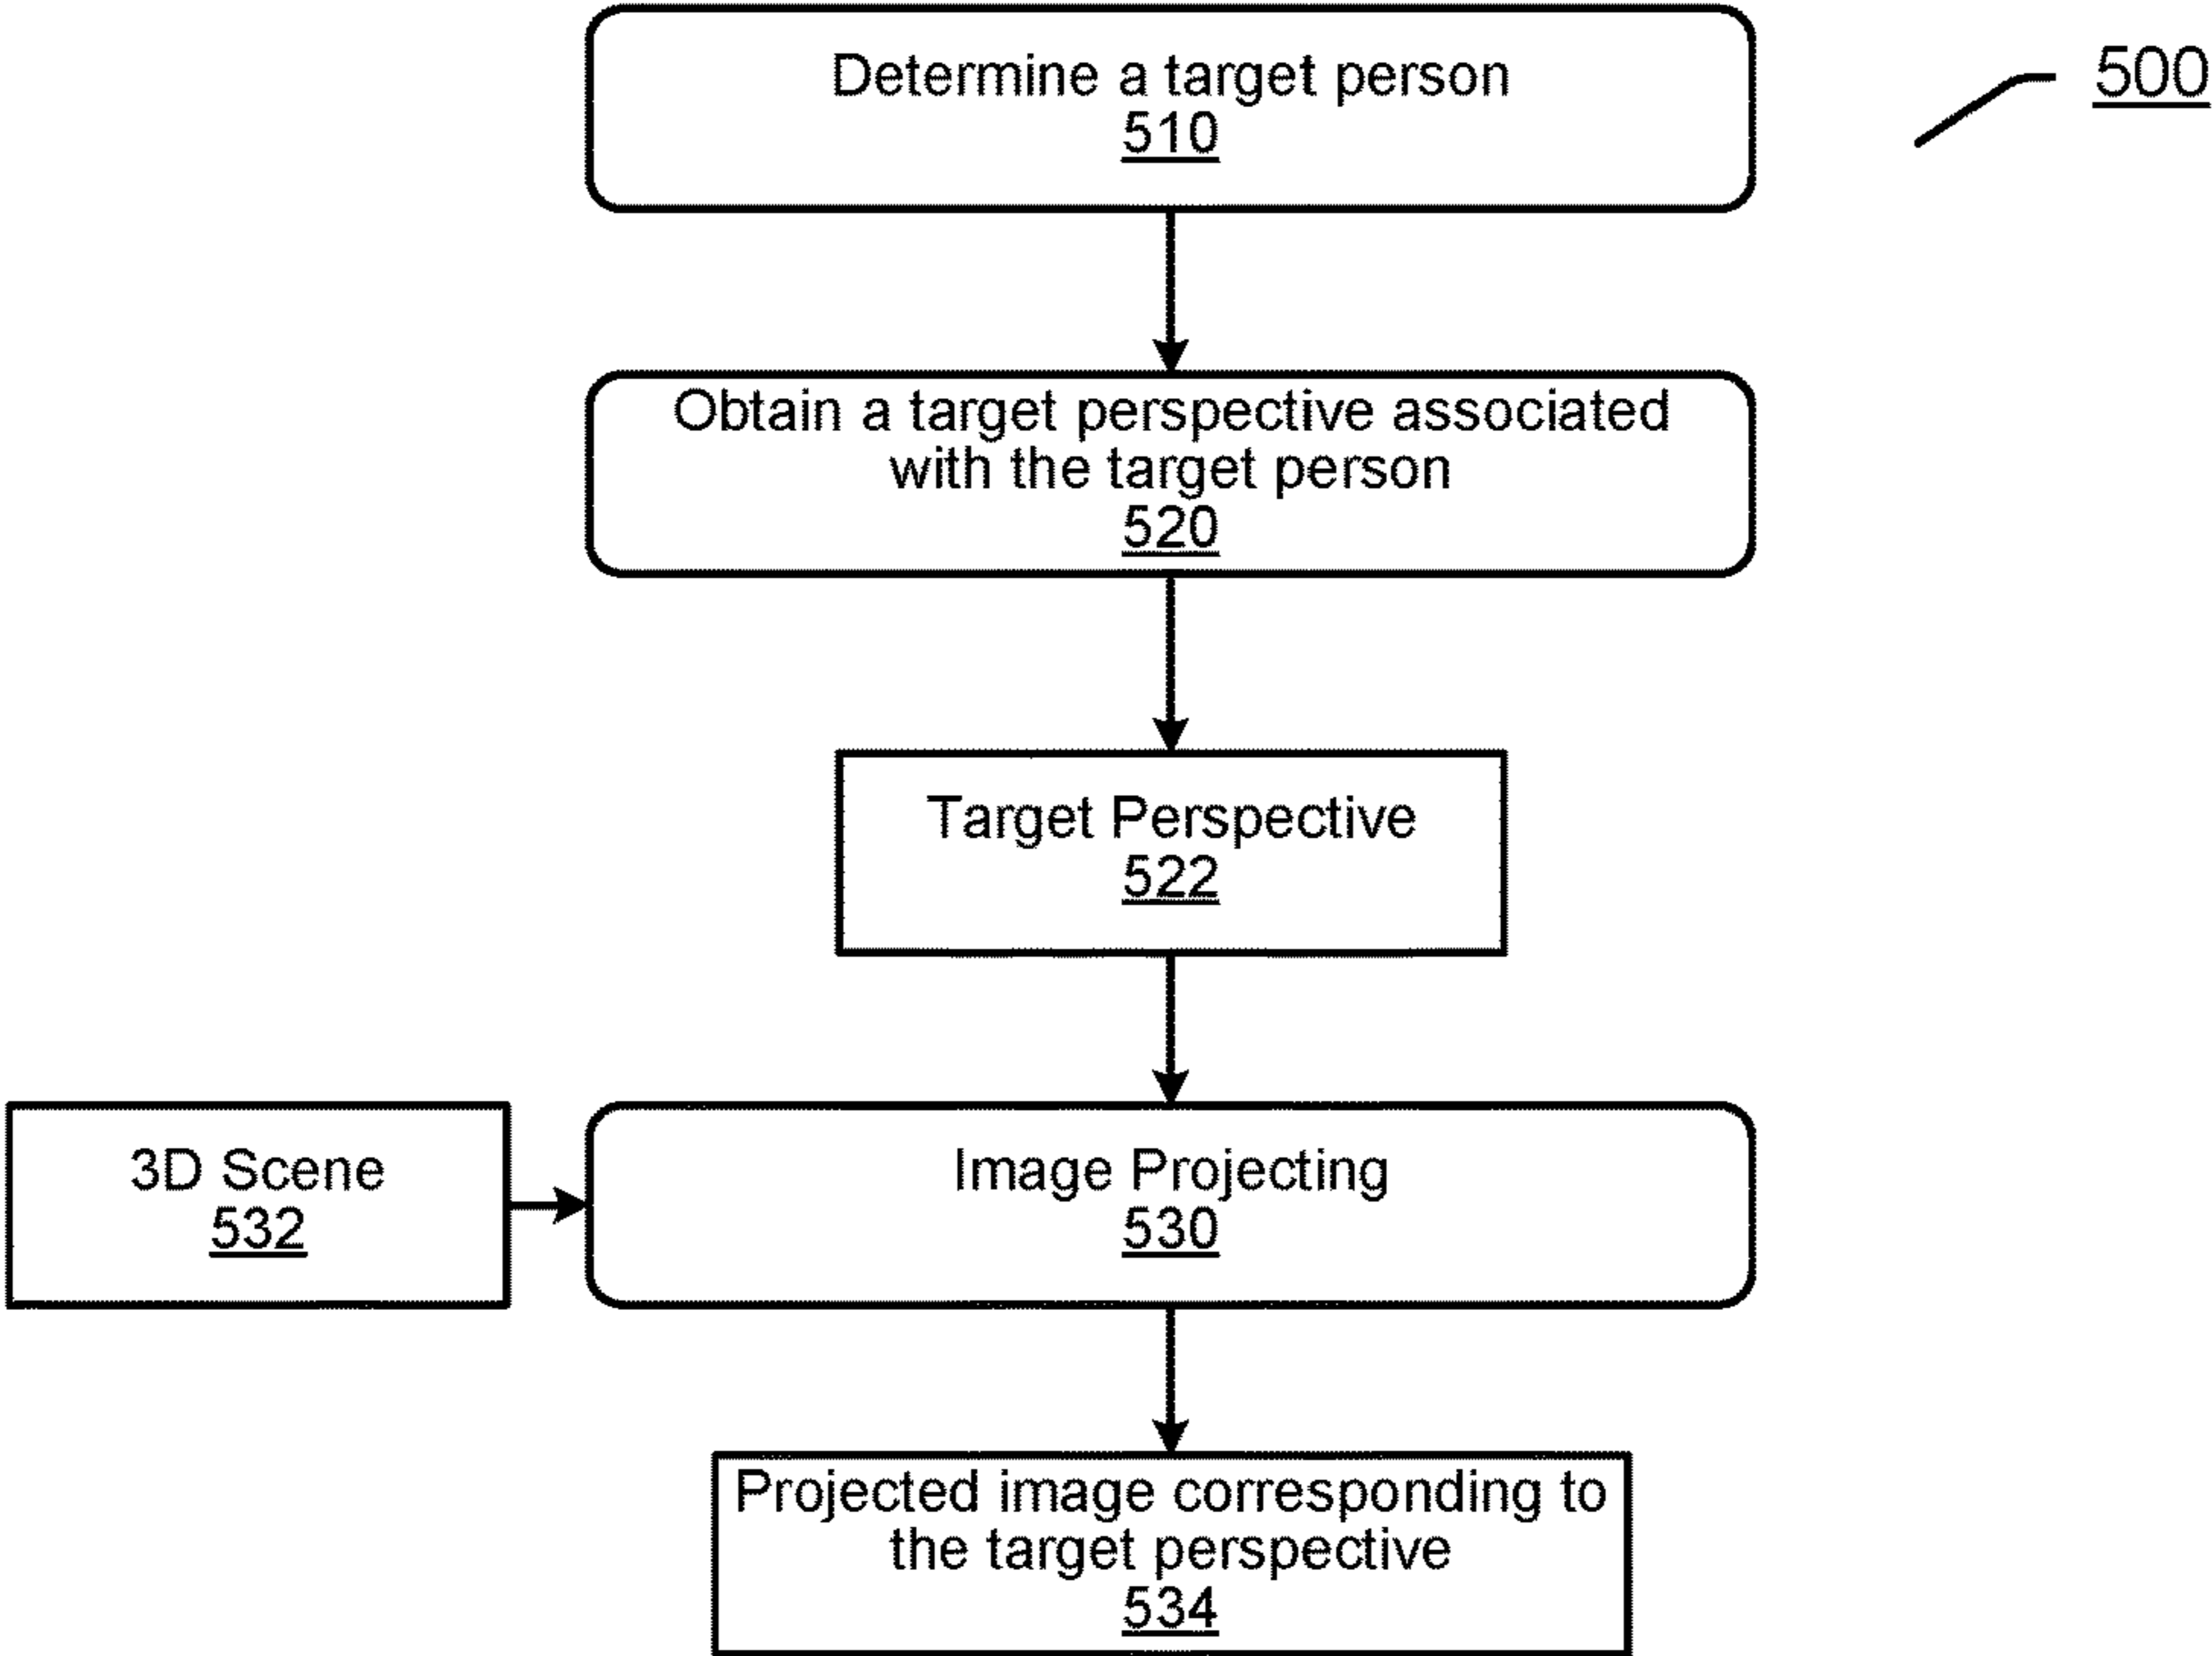 Determine a target person
510
500
Obtain a target perspective associated
with the target person
520
Target Perspective
522
3D Scene
532
Image Projecting
530
Projected image corresponding to
the target perspective
534